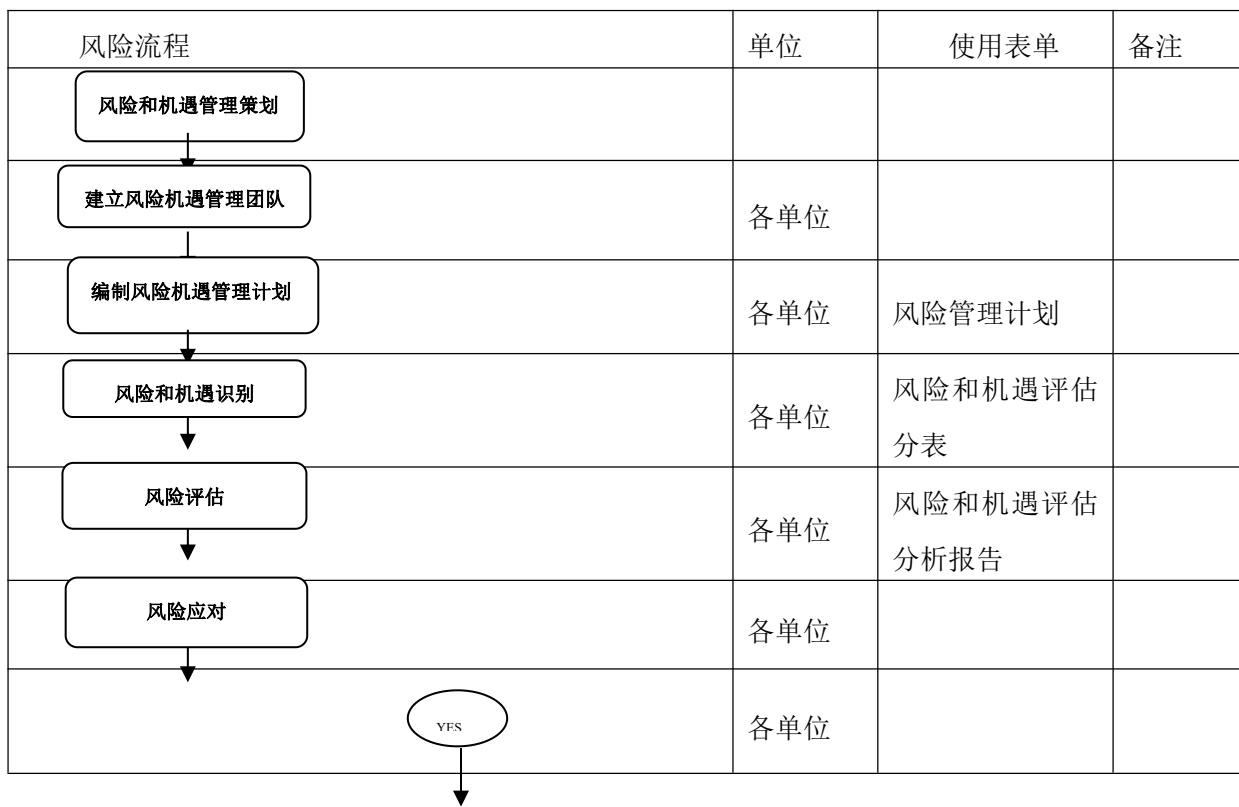 风险流程 单位 使用表单 备注
风险和机遇管理策划
建立风险机遇管理团队 各单位
编制风险机遇管理计划 各单位 风险管理计划
风险和机遇识别 各单位 风险和机遇评估
分表
风险评估 各单位 风险和机遇评估
分析报告
风险应对 各单位
YES 各单位